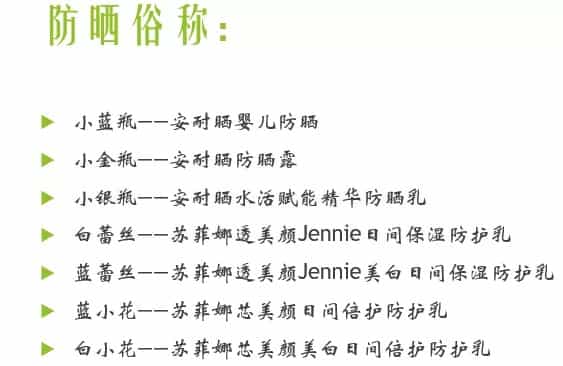 防晒俗称:
小蓝瓶——安耐晒婴儿防晒
小金瓶——安耐晒防晒露
小银瓶——安耐晒水活赋能精华防晒乳
白蕾丝——苏菲娜透美颜Jennie日间保湿防护乳
蓝蕾丝——苏菲娜透美颜Jennie美白日间保湿防护乳
蓝小花——苏菲娜芯美颜日间倍护防护乳
白小花——苏菲娜芯美颜美白日间倍护防护乳